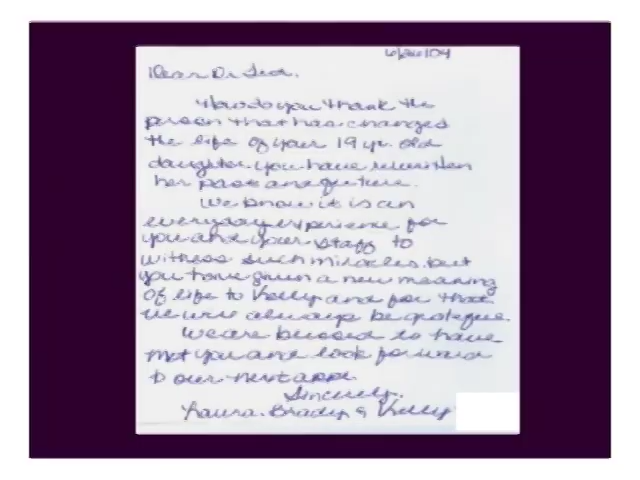 6/26/04
Dear Dr Ted.
How do you thank the
person that has changed
the life of your 19 yr. old
daughter. you have rewritten
her past and future.
We know it is an
everyday experience for
you and your staff to
witness such miracles. but
you have given a new meaning
of life to Kelly and for that
we will always be grateful
We are blessed to have
met you and look forward
to our next appt.
Sincerely.
Laura. Brady & Kelly